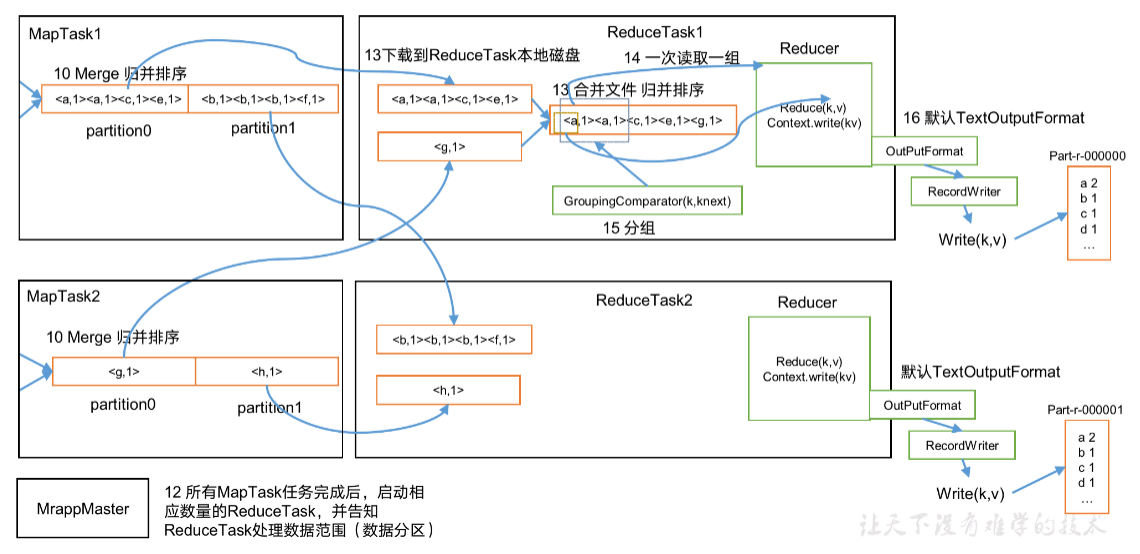 MapTask1
10 Merge 归并排序
<a,1><a,1><c,1><e,1>
<b,1><b,1><b,1><f,1>
partition0
partition1
ReduceTask1
13下载到ReduceTask本地磁盘
14 一次读取一组
Reducer
<a,1><a,1><c,1><e,1>
13 合并文件 归并排序
<a,1><a,1><c,1><e,1><g,1>
<g,1>
Reduce(k,v)
Context.write(kv)
GroupingComparator(k,knext)
15 分组
16 默认TextOutputFormat
OutPutFormat
RecordWriter
Write(k,v)
Part-r-000000
a 2
b 1
c 1
d 1
...
MapTask2
10 Merge 归并排序
<g,1>
<h,1>
partition0
partition1
ReduceTask2
Reducer
<b,1><b,1><b,1><f,1>
<h,1>
Reduce(k,v)
Context.write(kv)
默认TextOutputFormat
OutPutFormat
RecordWriter
Write(k,v)
Part-r-000001
a 2
b 1
c 1
d 1
...
MrappMaster
12 所有MapTask任务完成后，启动相
应数量的ReduceTask，并告知
ReduceTask处理数据范围（数据分区）
让天下没有难学的技术